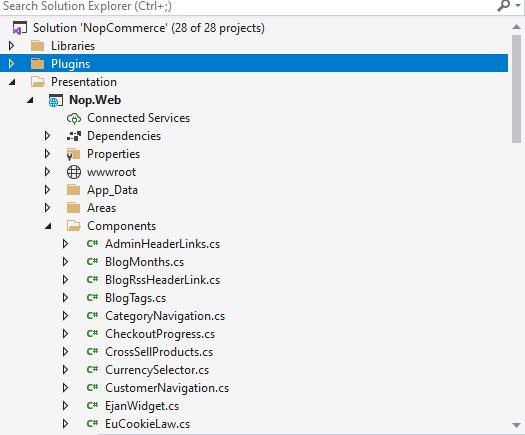 Search Solution Explorer (Ctrl+;)
Solution 'NopCommerce' (28 of 28 projects)
Libraries
Plugins
Presentation
Nop.Web
Connected Services
Dependencies
Properties
wwwroot
App_Data
Areas
Components
C# AdminHeaderLinks.cs
C# BlogMonths.cs
C# BlogRssHeaderLink.cs
C# BlogTags.cs
C# CategoryNavigation.cs
C# CheckoutProgress.cs
C# CrossSellProducts.cs
C# CurrencySelector.cs
C# CustomerNavigation.cs
C# EjanWidget.cs
C# EuCookieLaw.cs